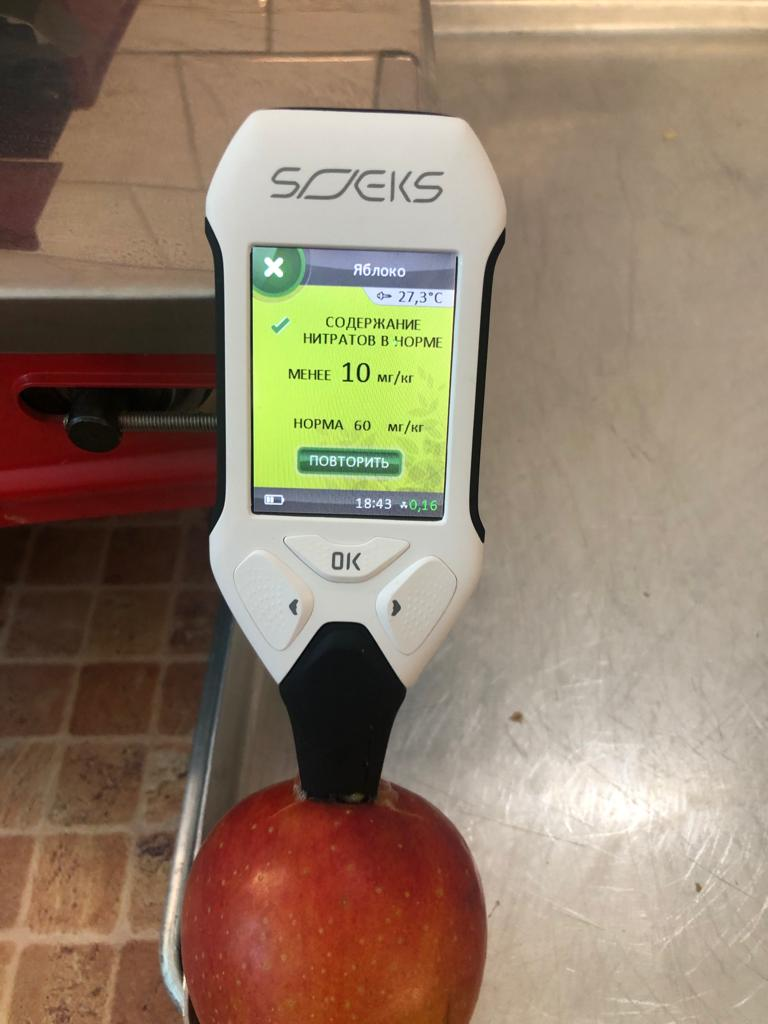 SOEKS
Яблоко
27,3°C
СОДЕРЖАНИЕ
НИТРАТОВ В НОРМЕ
МЕНЕЕ 10 мг/кг
НОРМА 60 мг/кг
ПОВТОРИТЬ
18:43 0,16
OK